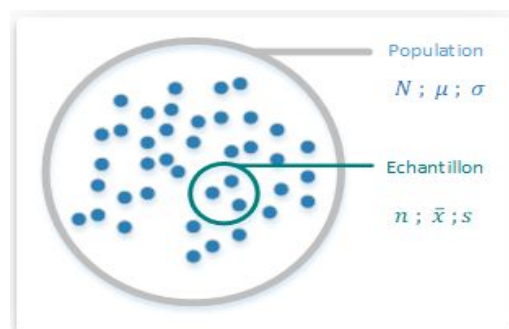 Population
N ; μ ; σ
Echantillon
n ; x̄ ; s